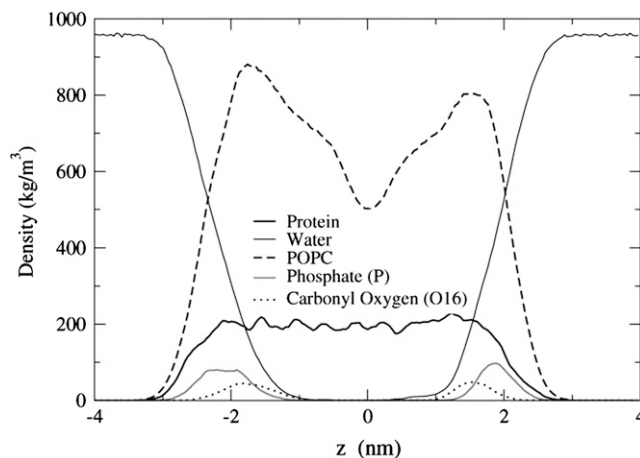 1000
800
600
400
200
0
Density (kg/m³)
Protein
Water
POPC
Phosphate (P)
Carbonyl Oxygen (O16)
-4 -2 0 2 4
z (nm)